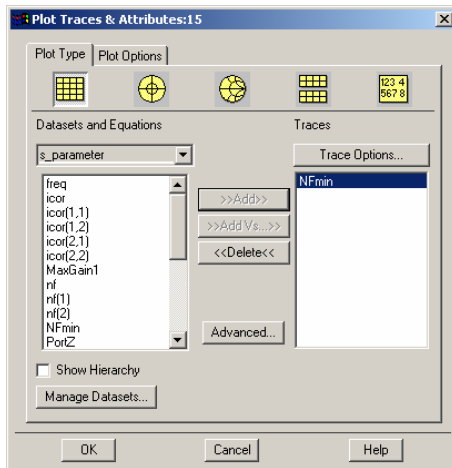 Plot Traces & Attributes:15
Plot Type
Plot Options
123 4
567 8
Datasets and Equations
Traces
s_parameter
Trace Options...
freq
icor
icor(1,1)
icor(1,2)
icor(2,1)
icor(2,2)
MaxGain1
nf
nf(1)
nf(2)
NFmin
PortZ
>>Add>>
>>Add Vs...>>
<<Delete<<
Advanced...
NFmin
Show Hierarchy
Manage Datasets...
OK
Cancel
Help